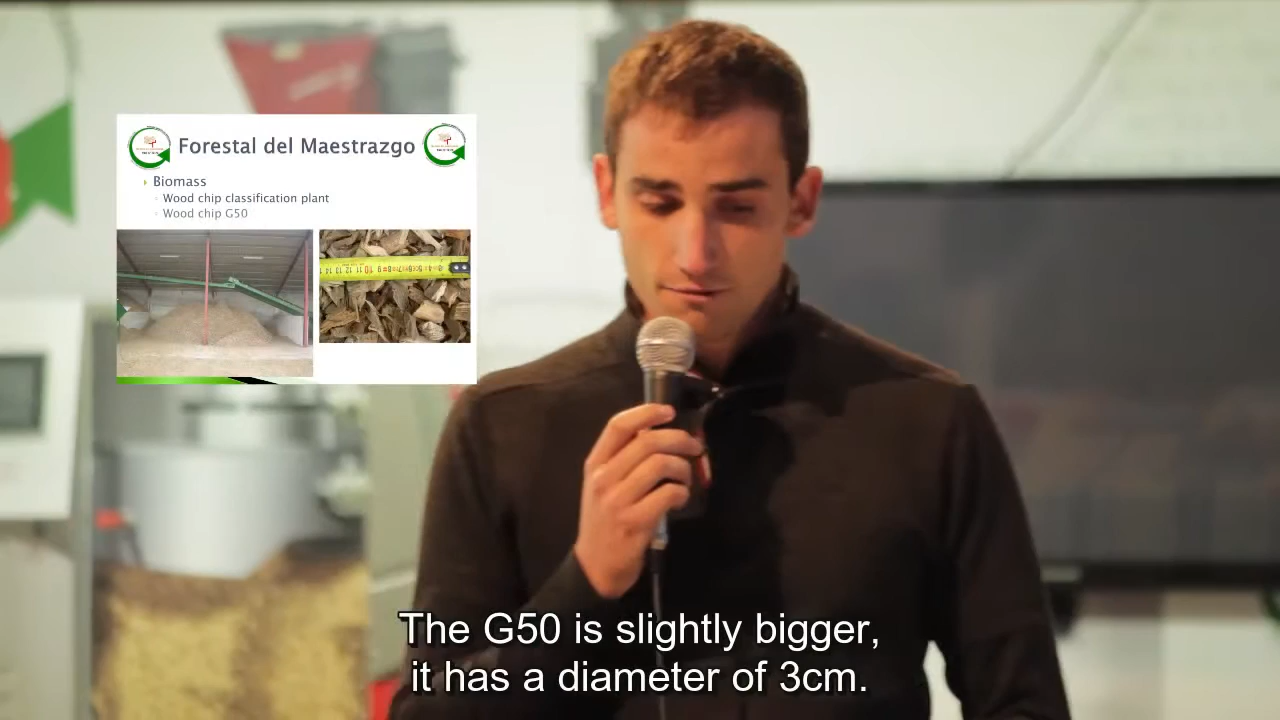 Forestal del Maestrazgo
Biomass
Wood chip classification plant
Wood chip G50
The G50 is slightly bigger,
it has a diameter of 3cm.